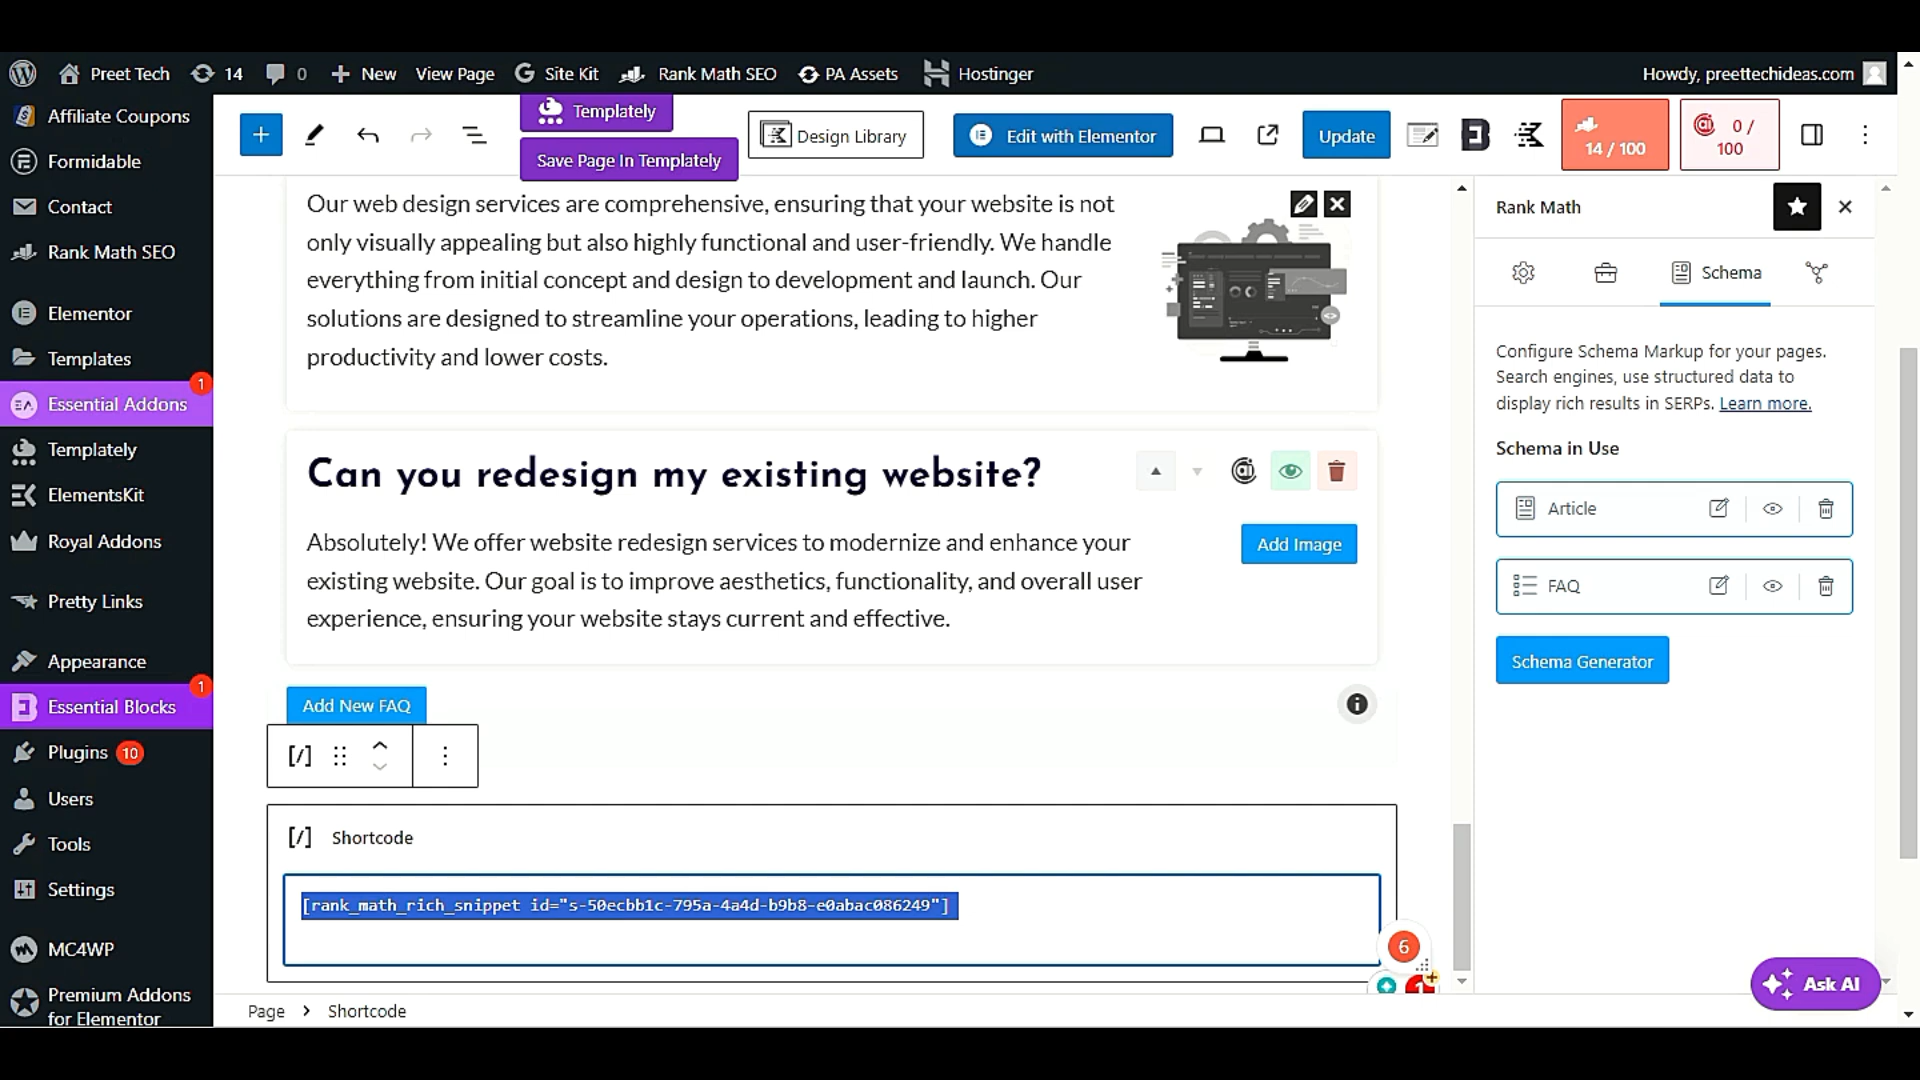 Preet Tech 14 0 New View Page Site Kit Rank Math SEO PA Assets Hostinger Howdy, preettechideas.com
Affiliate Coupons
Formidable
Contact
Rank Math SEO
Elementor
Templates
1
Essential Addons
Templately
ElementsKit
Royal Addons
Pretty Links
Appearance
1
Essential Blocks
Plugins 10
Users
Tools
Settings
MC4WP
Premium Addons
for Elementor
Templately
Save Page In Templately
Design Library
Edit with Elementor
Update
14 / 100
0 /
100
Our web design services are comprehensive, ensuring that your website is not
only visually appealing but also highly functional and user-friendly. We handle
everything from initial concept and design to development and launch. Our
solutions are designed to streamline your operations, leading to higher
productivity and lower costs.
Can you redesign my existing website?
Absolutely! We offer website redesign services to modernize and enhance your
existing website. Our goal is to improve aesthetics, functionality, and overall user
experience, ensuring your website stays current and effective.
Add Image
Add New FAQ
[/]
[/] Shortcode
[rank_math_rich_snippet id="s-50ecbb1c-795a-4a4d-b9b8-e0abac086249"]
6
1
Page > Shortcode
Rank Math
Schema
Configure Schema Markup for your pages.
Search engines, use structured data to
display rich results in SERPs. Learn more.
Schema in Use
Article
FAQ
Schema Generator
Ask AI